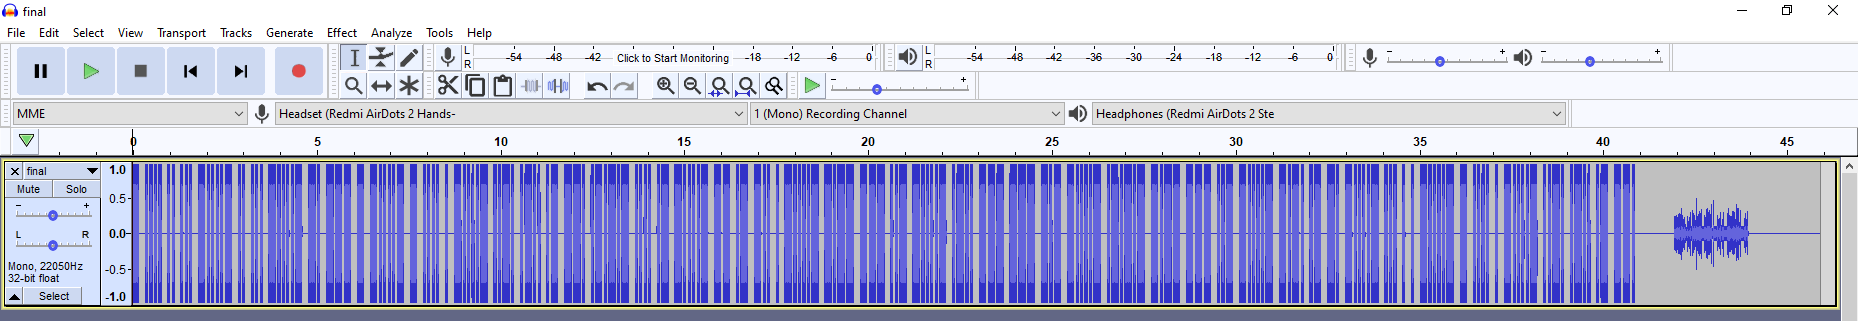 final
File Edit Select View Transport Tracks Generate Effect Analyze Tools Help
L R -54 -48 -42 Click to Start Monitoring -18 -12 -6 0
L R -54 -48 -42 -36 -30 -24 -18 -12 -6 0
- +
- +
- +
MME Headset (Redmi AirDots 2 Hands- 1 (Mono) Recording Channel Headphones (Redmi AirDots 2 Ste
0 5 10 15 20 25 30 35 40 45
× final
Mute Solo
- +
L R
Mono, 22050Hz
32-bit float
Select
1.0
0.5-
0.0-
-0.5-
-1.0